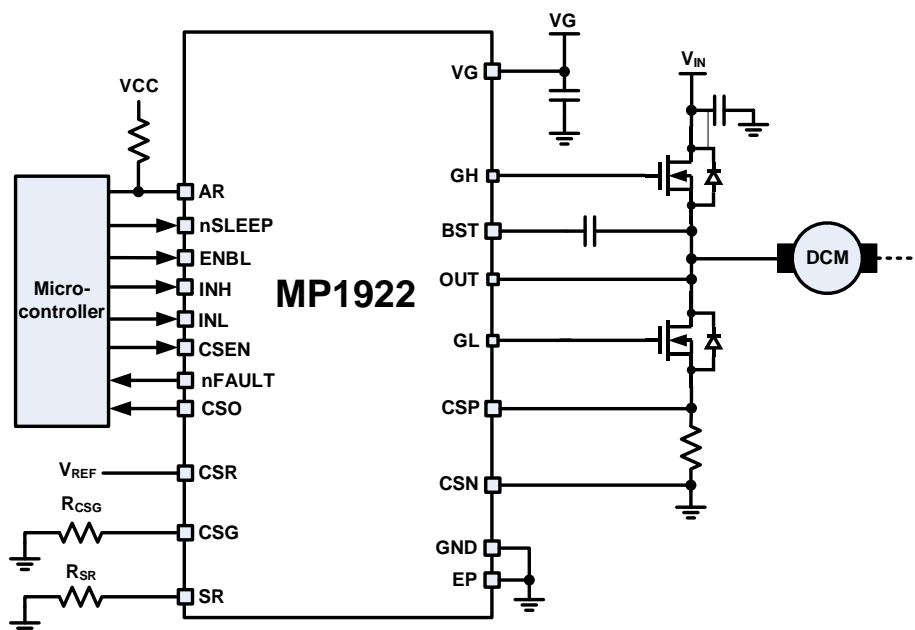 VG
VCC
VG
VIN
AR
GH
nSLEEP
BST
ENBL
MP1922
DCM
Micro-
controller
INH
OUT
INL
GL
CSEN
nFAULT
CSO
CSP
VREF
CSR
CSN
RCSG
CSG
GND
RSR
EP
SR